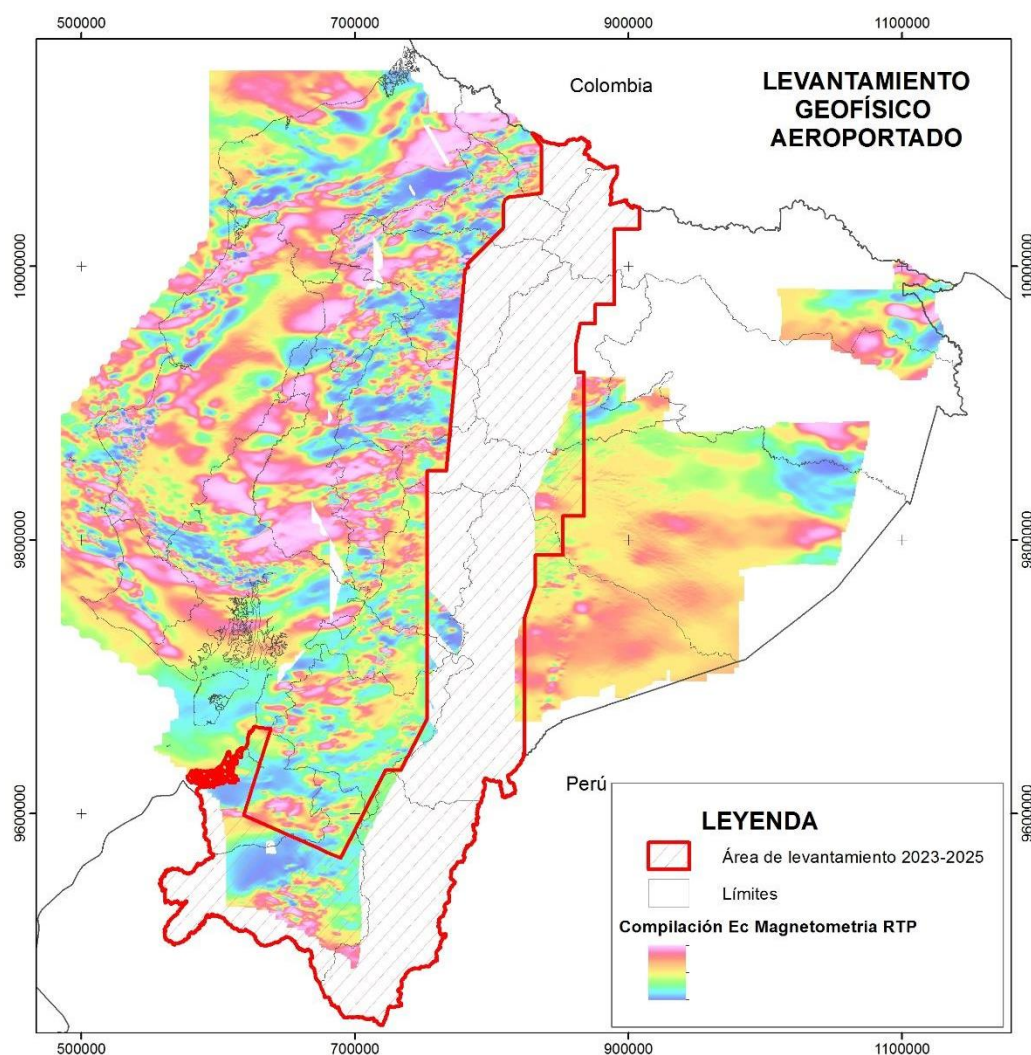 500000 700000 900000 1100000
Colombia
LEVANTAMIENTO
GEOFÍSICO
AEROPORTADO
10000000 10000000
9800000 9800000
Perú
9600000 9600000
LEYENDA
Área de levantamiento 2023-2025
Límites
Compilación Ec Magnetometria RTP
500000 700000 900000 1100000